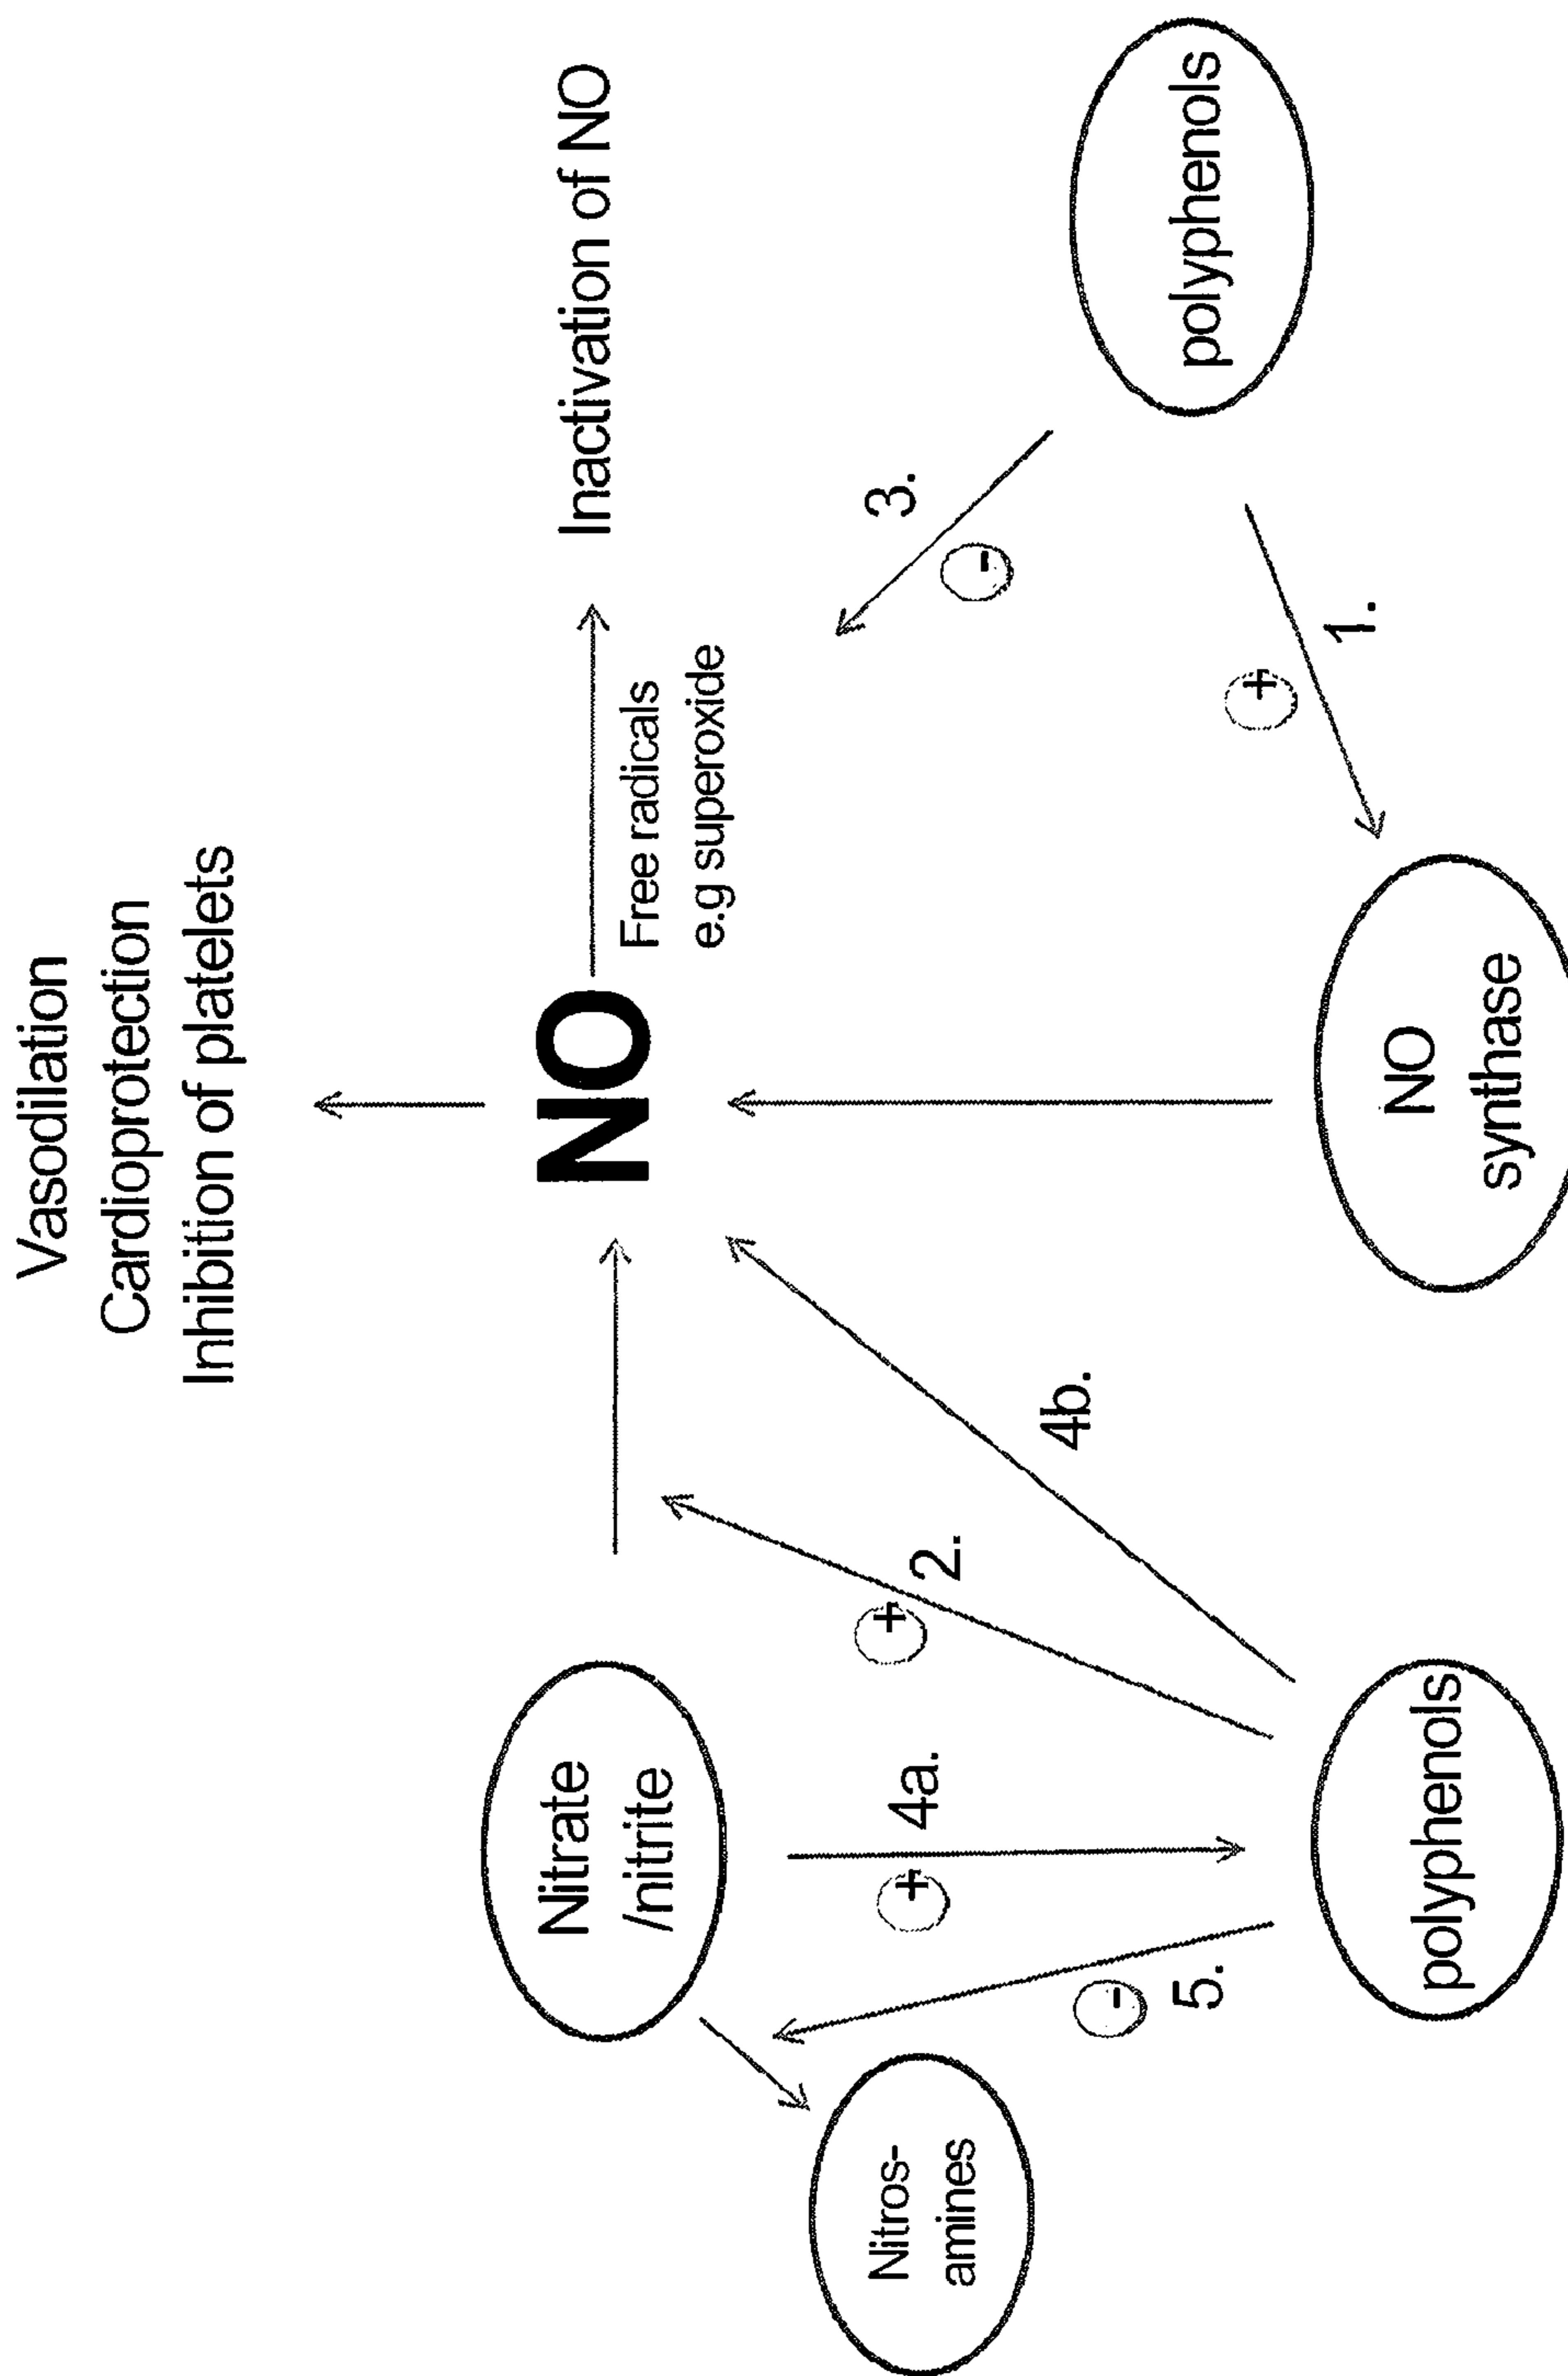 Vasodilation
Cardioprotection
Inhibition of platelets
Nitrate
/nitrite
NO
Inactivation of NO
Free radicals
e.g superoxide
Nitros-
amines
+
4a.
+
2.
4b.
-
3.
-
5.
+
1.
polyphenols
NO
synthase
polyphenols